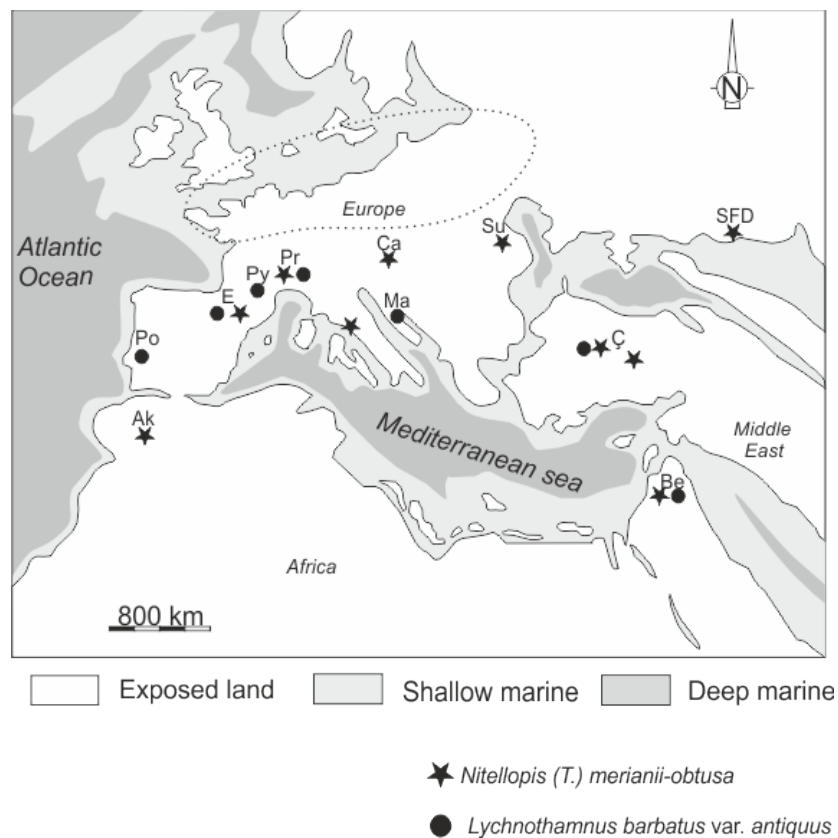 N
Europe
Su
SFD
Ca
Atlantic
Ocean
Pr
Py
E
Ma
Po
Ç
Ak
Mediterranean sea
Middle
East
Be
Africa
800 km
Exposed land
Shallow marine
Deep marine
Nitellopis (T.) merianii-obtusa
Lychnothamnus barbatus var. antiquus